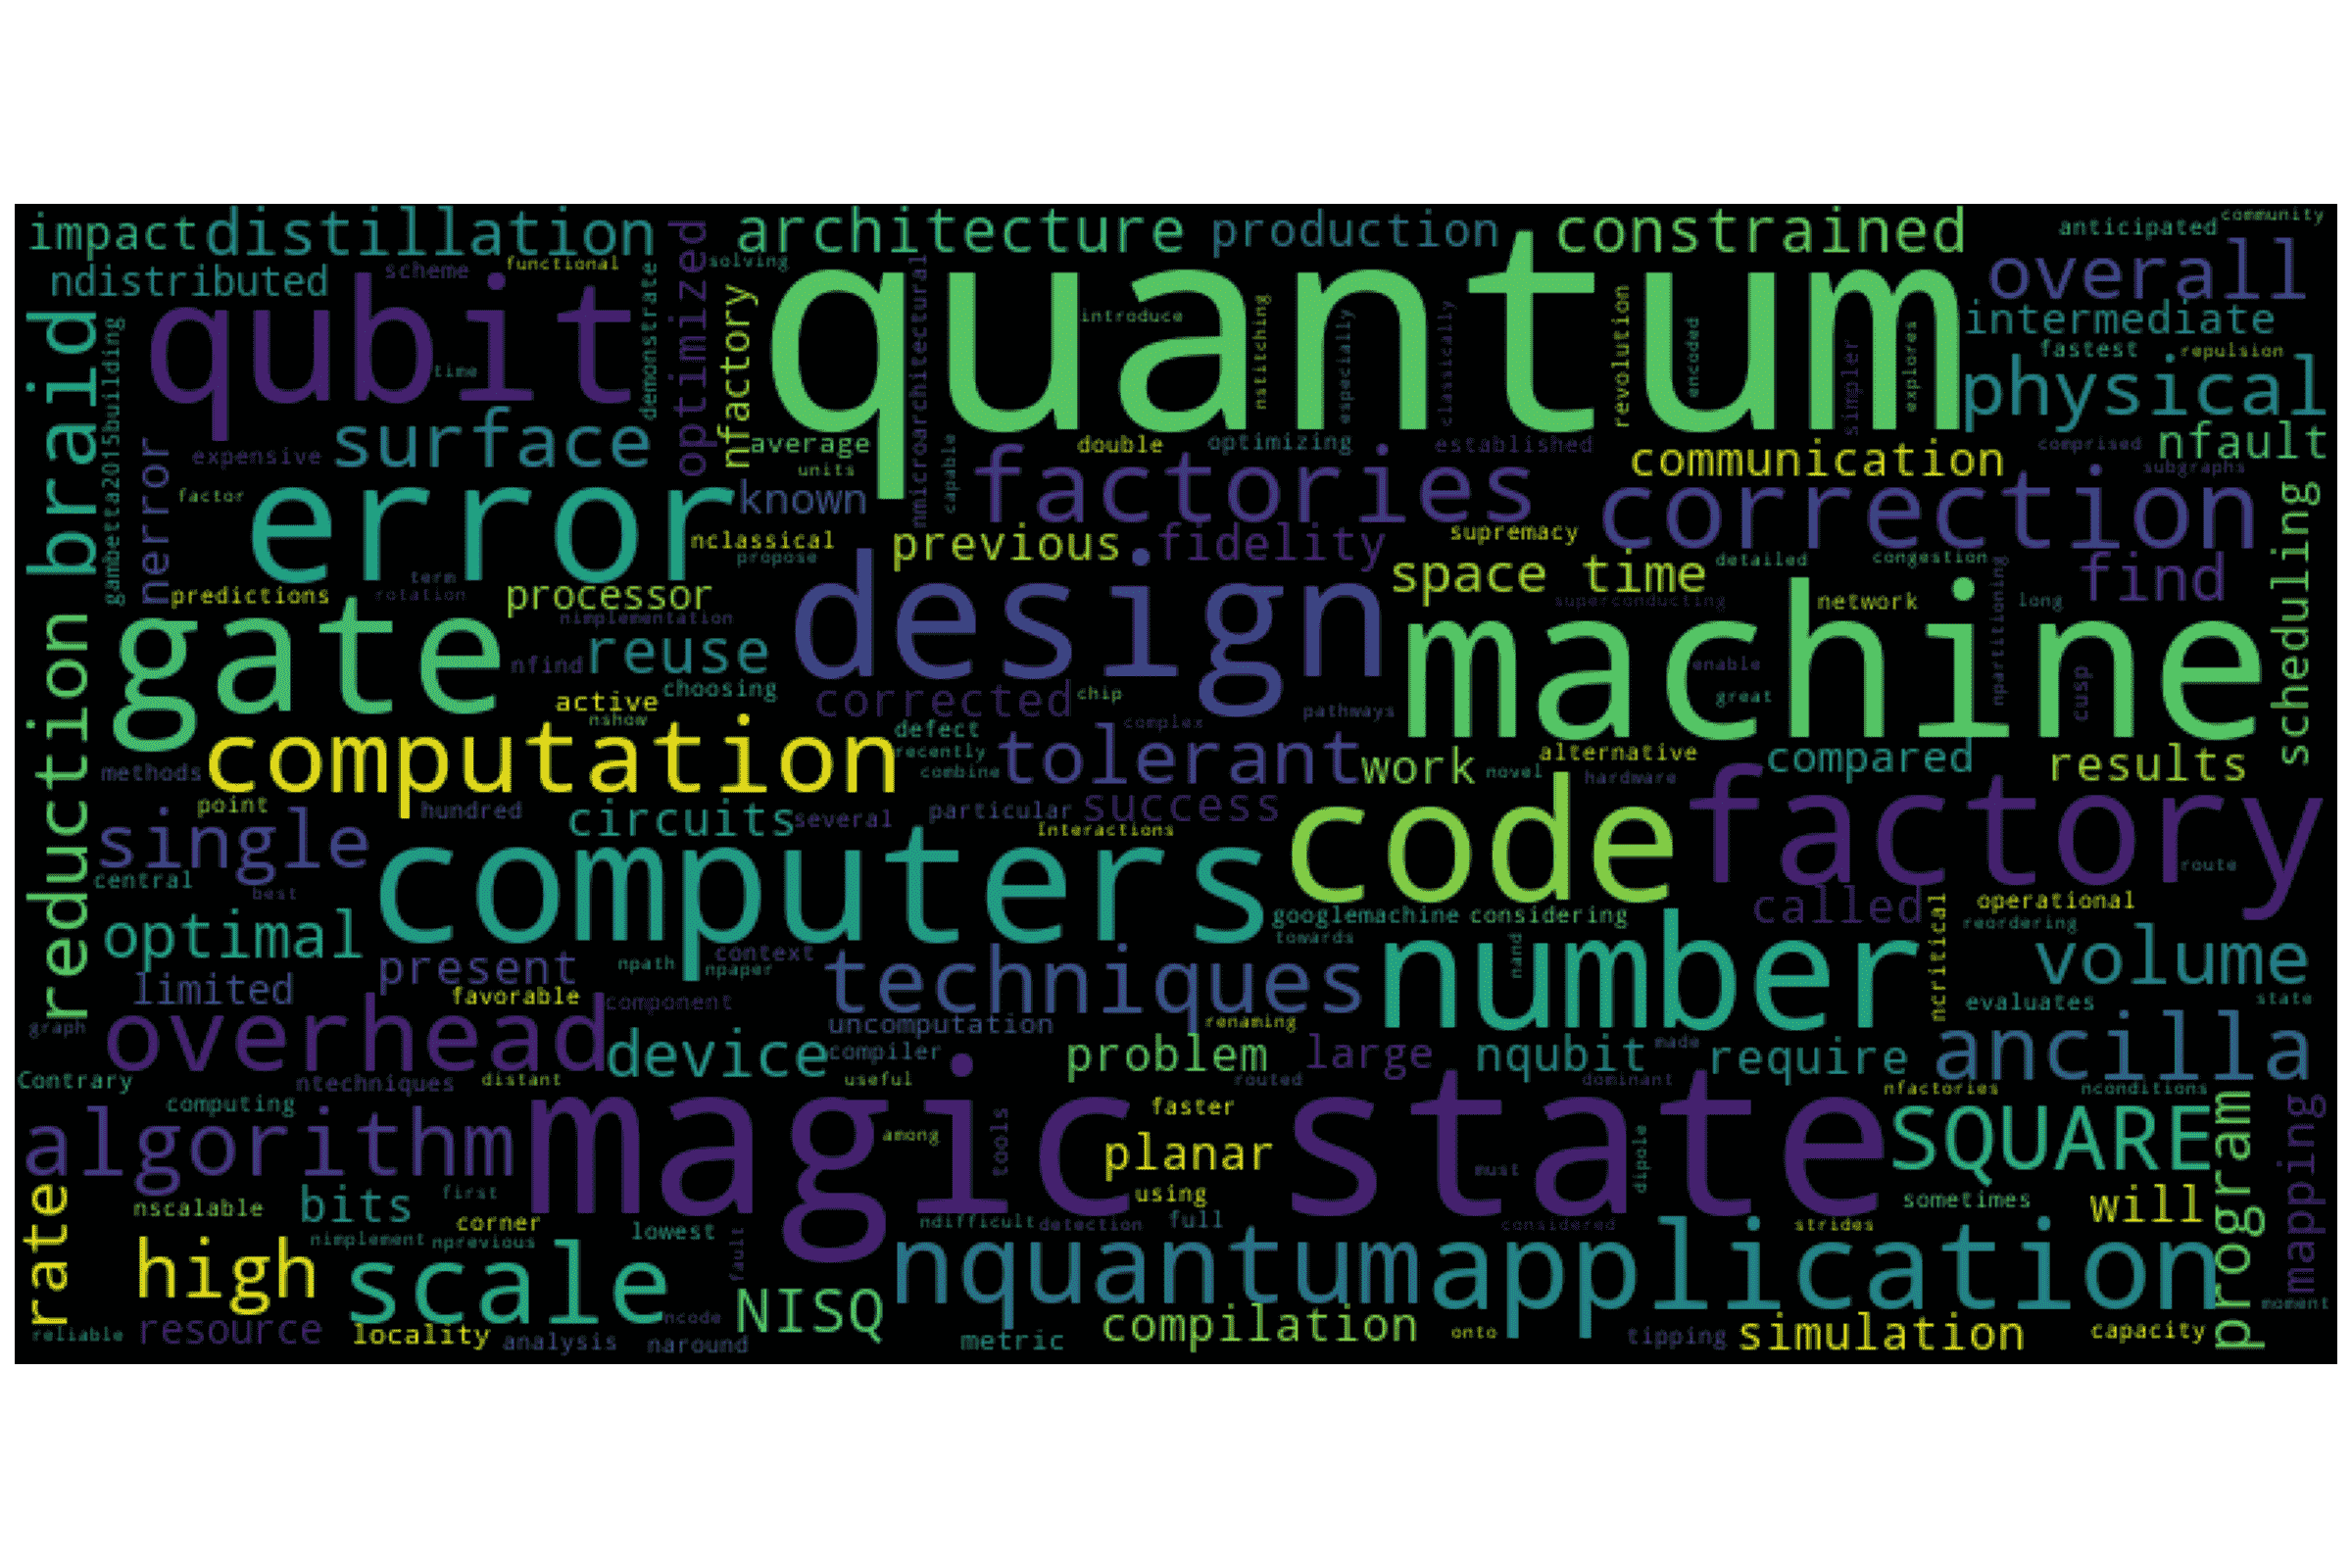 impact distillation architecture production constrained anticipated community
ndistributed scheme functional solving overall
qubit quantum intermediate
time introduce fastest repulsion
physical
braid gambetta2015building demonstrate optimized nfactory nmicroarchitectural nstitching especially classically revolution encoded simpler explores
surface average double optimizing established comprised nfault
expensive units capable communication subgraphs
nerror factor error known factories correction scheduling
nclassical previous fidelity supremacy detailed congestion
propose space time find
term design
predictions rotation processor superconducting network long
gate nimplementation machine npartitioning cusp
nfind reuse enable
choosing corrected chip great
active nshow complex pathways
reduction computation defect tolerant alternative compared results
methods recently combine work novel hardware
point hundred circuits several particular success code factory
single Interactions route
central best computers called operational
optimal googlemachine considering reordering
limited present npath npaper context techniques towards nand number ncritical volume
graph overhead favorable component renaming evaluates state
uncomputation
device compiler problem large nqubit made require ancilla
Contrary ntechniques distant useful routed dominant nfactories nconditions
computing magic state faster SQUARE program mapping
algorithm among tools planar must dipole
rate nscalable bits first using sometimes will
corner ndifficult detection full considered strides
nimplement nprevious lowest
high scale fault nquantum application
NISQ moment
reliable resource locality analysis ncode naround metric compilation onto tipping simulation capacity